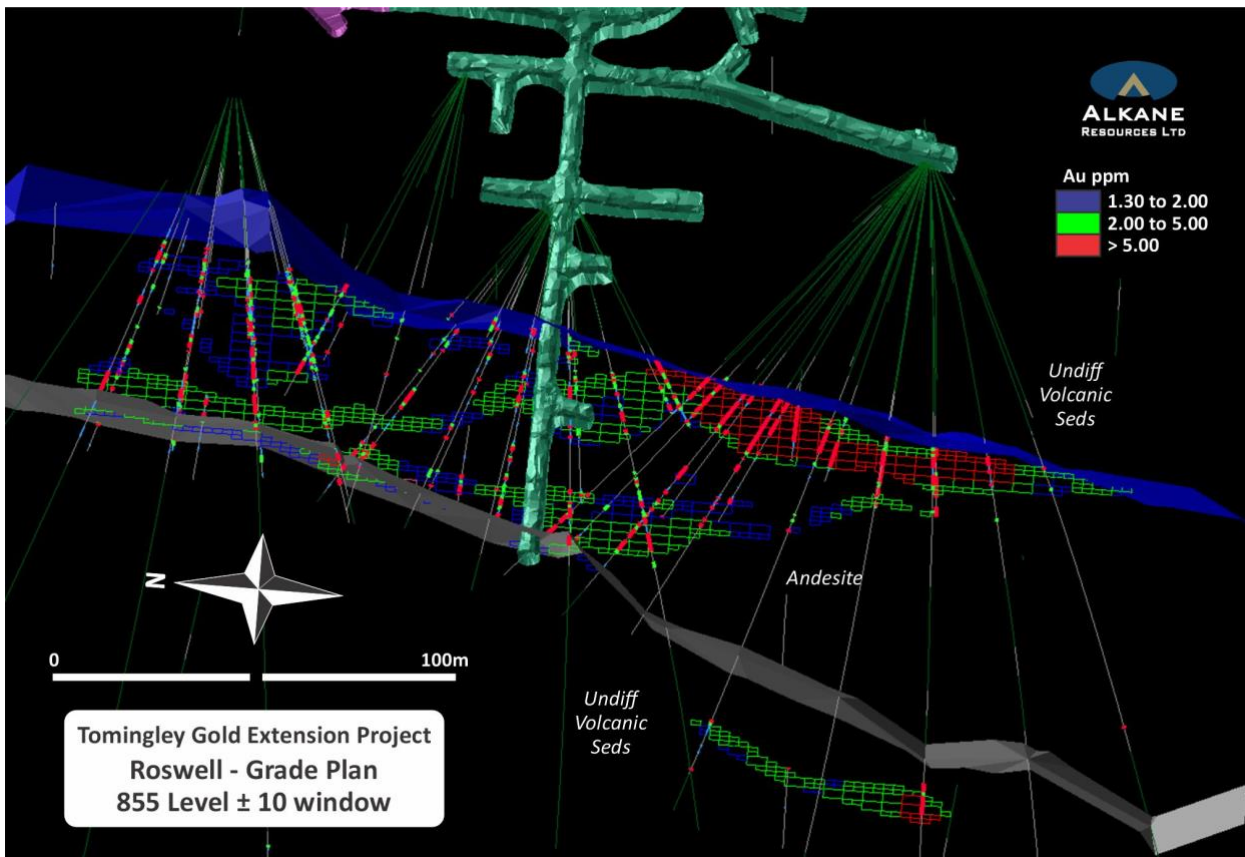 ALKANE
RESOURCES LTD
Au ppm
1.30 to 2.00
2.00 to 5.00
> 5.00
Undiff
Volcanic
Seds
Andesite
N
0
100m
Undiff
Volcanic
Seds
Tomingley Gold Extension Project
Roswell - Grade Plan
855 Level ± 10 window